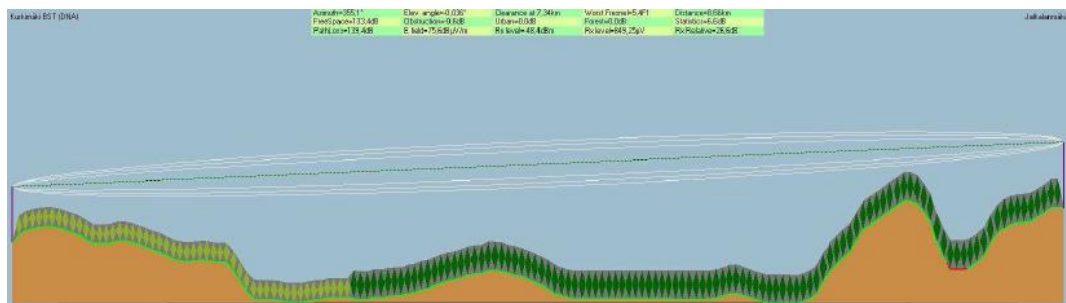 Kurkimäki BST (DNA)
Azimuth=355,1° Elev. angle=-0,036° Clearance at 7,34km Worst Fresnel=5,4F1 Distance=8,66km
FreeSpace=133,4dB Obstruction=-0,6dB Urban=0,0dB Forest=0,0dB Statistics=6,6dB
PathLoss=139,4dB E field=75,6dBµV/m Rx level=-48,4dBm Rx level=849,25µV Rx Relative=28,6dB